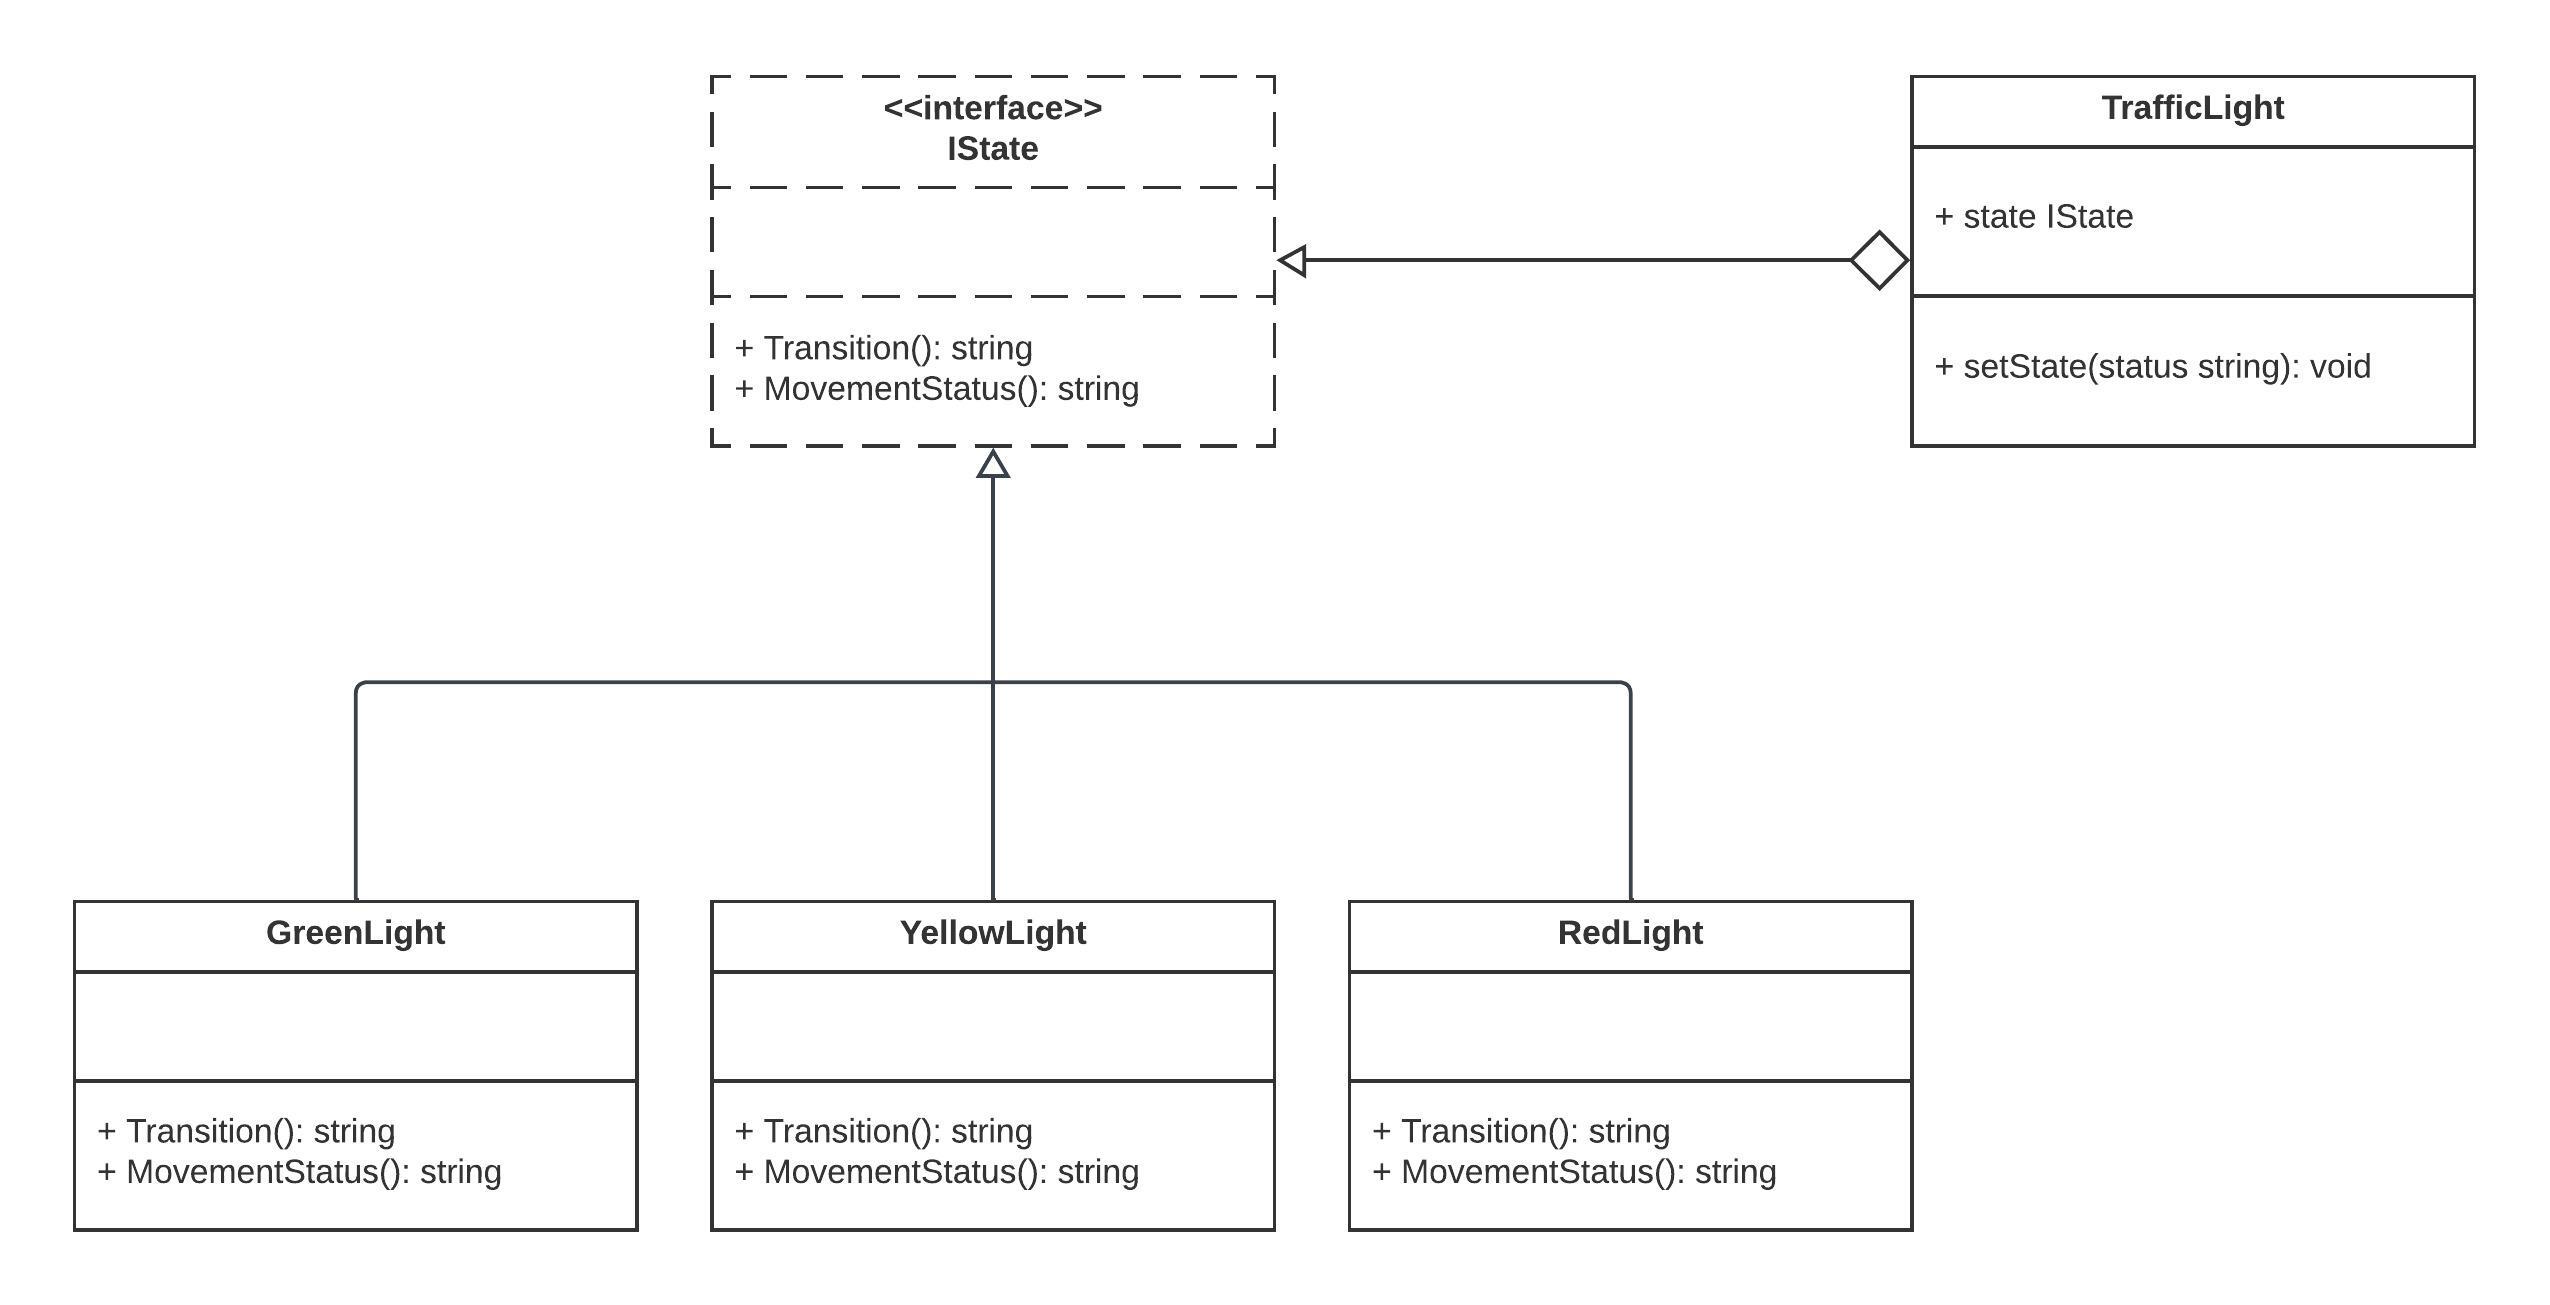 <<interface>>
IState
+ Transition(): string
+ MovementStatus(): string
TrafficLight
+ state IState
+ setState(status string): void
GreenLight
+ Transition(): string
+ MovementStatus(): string
YellowLight
+ Transition(): string
+ MovementStatus(): string
RedLight
+ Transition(): string
+ MovementStatus(): string